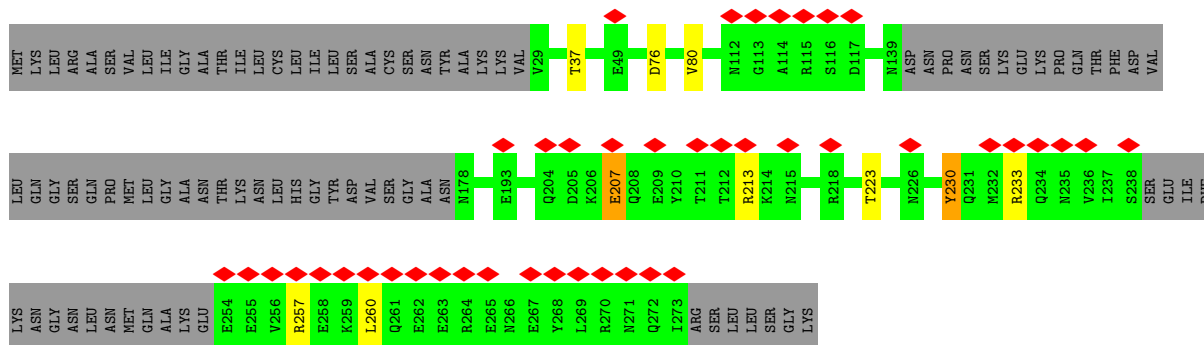 MET LYS LEU ARG ALA SER VAL LEU ILE GLY ALA THR ILE LEU CYS LEU ILE LEU SER ALA CYS SER ASN TYR ALA LYS LYS VAL V29 T37 E49 D76 V80 N112 G113 A114 R115 S116 D117 N139 ASP ASN PRO ASN SER LYS GLU LYS PRO GLN THR PHE ASP VAL
LEU GLN GLY SER GLN PRO MET LEU GLY ALA ASN THR LYS ASN LEU HIS GLY TYR ASP VAL SER GLY ALA ASN N178 E193 Q204 D205 K206 E207 Q208 E209 Y210 T211 T212 R213 K214 N215 R218 T223 N226 Y230 Q231 M232 R233 Q234 N235 V236 I237 S238 SER GLU ILE
LYS ASN GLY ASN LEU ASN MET GLN ALA LYS GLU E254 E255 V256 R257 E258 K259 L260 Q261 E262 E263 R264 E265 N266 E267 Y268 L269 R270 N271 Q272 I273 ARG SER LEU LEU SER GLY LYS